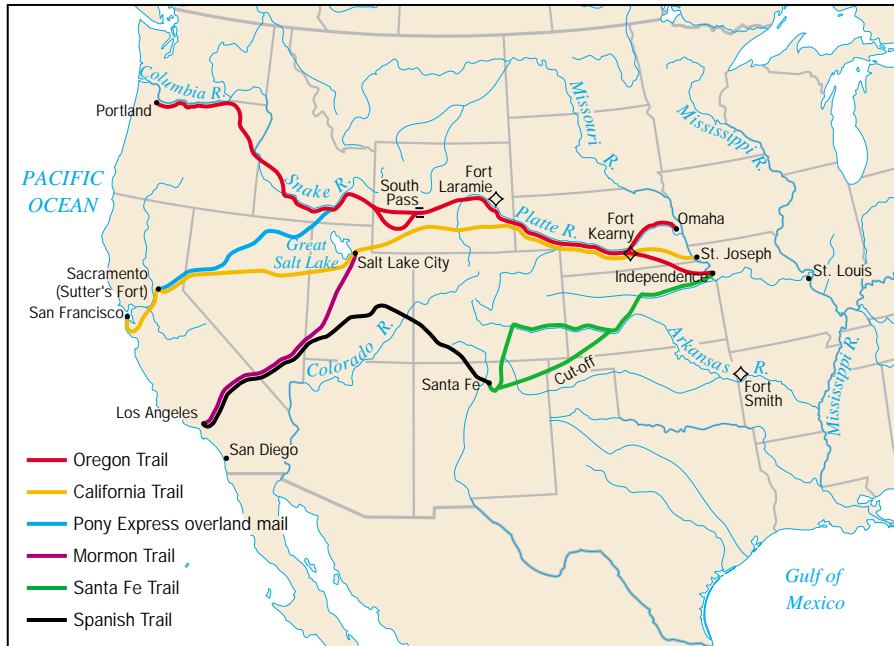 Columbia R.
Portland
Missouri
R.
Mississippi
R.
PACIFIC
OCEAN
Snake R.
South
Pass
Fort
Laramie
Platte R.
Fort
Kearny
Omaha
Great
Salt Lake
Salt Lake City
St. Joseph
Independence
St. Louis
Sacramento
(Sutter's Fort)
San Francisco
Colorado R.
Santa Fe
Cut-off
Arkansas R.
Fort
Smith
Mississippi R.
Los Angeles
San Diego
Oregon Trail
California Trail
Pony Express overland mail
Mormon Trail
Santa Fe Trail
Spanish Trail
Gulf of
Mexico